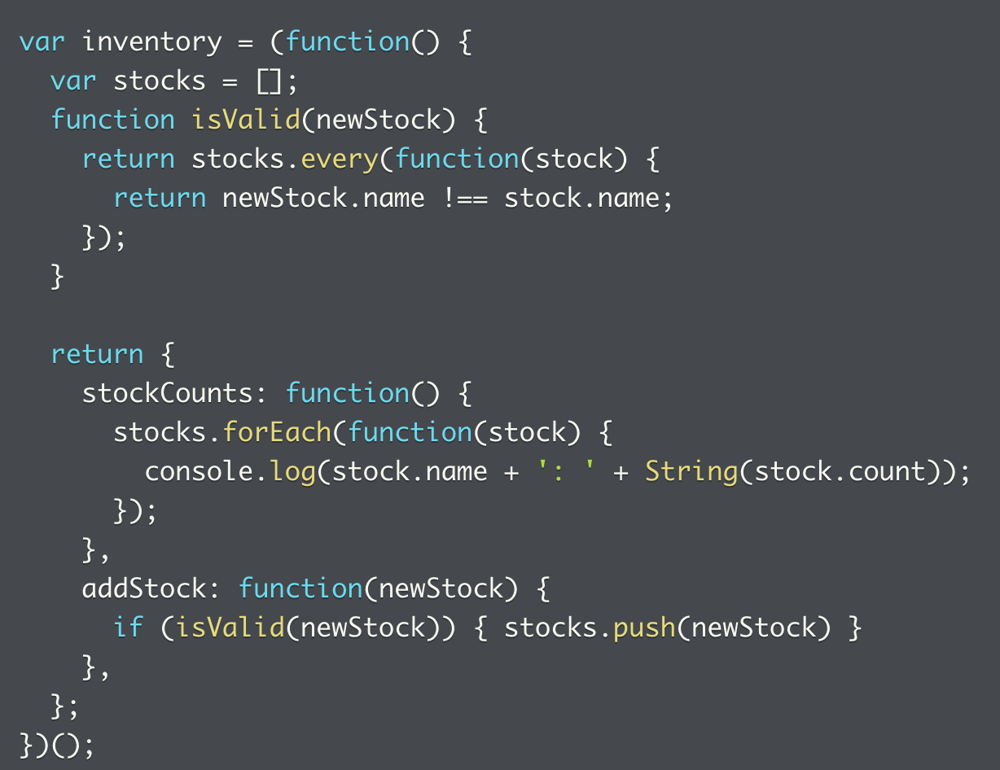 var inventory = (function() {
  var stocks = [];
  function isValid(newStock) {
    return stocks.every(function(stock) {
      return newStock.name !== stock.name;
    });
  }

  return {
    stockCounts: function() {
      stocks.forEach(function(stock) {
        console.log(stock.name + ': ' + String(stock.count));
      });
    },
    addStock: function(newStock) {
      if (isValid(newStock)) { stocks.push(newStock) }
    },
  };
})();